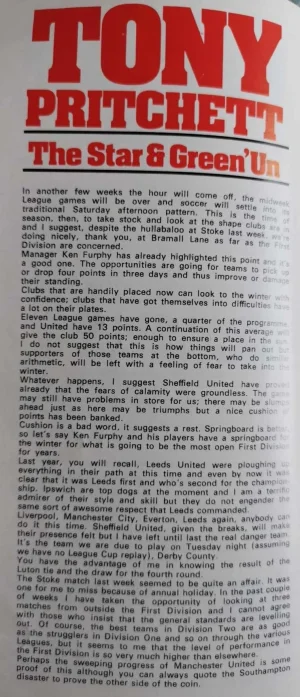 TONY
PRITCHETT
The Star & Green'Un
In another few weeks the hour will come off, the midweek
League games will be over and soccer will settle into its
traditional Saturday afternoon pattern. This is the time of
season, then, to take stock and look at the shape clubs are in
and I suggest, despite the hullabaloo at Stoke last week, we're
doing nicely, thank you, at Bramall Lane as far as the First
Division are concerned.
Manager Ken Furphy has already highlighted this point and it's
a good one. The opportunities are going for teams to pick up
or drop four points in three days and thus improve or damage
their standing.
Clubs that are handily placed now can look to the winter with
confidence; clubs that have got themselves into difficulties have
a lot on their plates.
Eleven League games have gone, a quarter of the programme,
and United have 13 points. A continuation of this average will
give the club 50 points; enough to ensure a place in the sun.
I do not suggest that this is how things will pan out but
supporters of those teams at the bottom, who do similar
arithmetic, will be left with a feeling of fear to take into the
winter.
Whatever happens, I suggest Sheffield United have proved
already that the fears of calamity were groundless. The game
may still have problems in store for us; there may be slumps
ahead just as here may be triumphs but a nice cushion of
points has been banked.
Cushion is a bad word, it suggests a rest. Springboard is better
so let's say Ken Furphy and his players have a springboard for
the winter for what is going to be the most open First Division
for years.
Last year, you will recall, Leeds United were ploughing up
everything in their path at this time and even by now it was
clear that it was Leeds first and who's second for the champion-
ship. Ipswich are top dogs at the moment and I am a terrific
admirer of their style and skill but they do not engender the
same sort of awesome respect that Leeds commanded.
Liverpool, Manchester City, Everton, Leeds again, anybody can
do it this time. Sheffield United, given the breaks, will make
their presence felt but I have left until last the real danger team.
It's the team we are due to play on Tuesday night (assuming
we have no League Cup replay), Derby County.
You have the advantage of me in knowing the result of the
Luton tie and the draw for the fourth round.
The Stoke match last week seemed to be quite an affair. It was
one for me to miss because of annual holiday. In the past couple
of weeks I have taken the opportunity of looking at three
matches from outside the First Division and I cannot agree
with those who insist that the general standards are levelling
out. Of course, the best teams in Division Two are as good
as the strugglers in Division One and so on through the various
Leagues, but it seems to me that the level of performance in
the First Division is so very much higher than elsewhere.
Perhaps the sweeping progress of Manchester United is some
proof of this although you can always quote the Southampton
disaster to prove the other side of the coin.